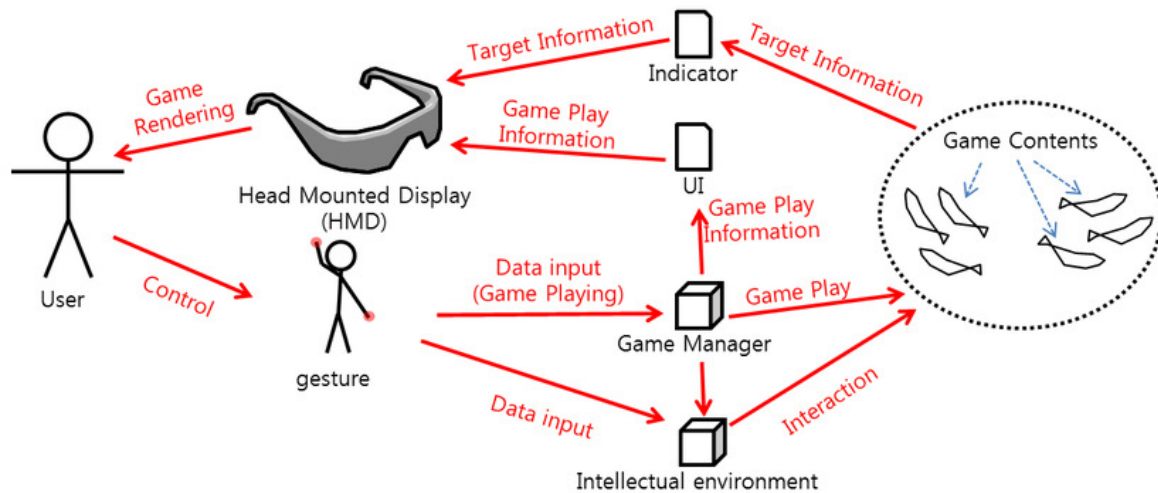 Target Information
Indicator
Target Information
Game
Rendering
Game Play
Information
Game Contents
UI
Head Mounted Display
(HMD)
Game Play
Information
User
Control
Data input
(Game Playing)
Game Play
Game Manager
gesture
Data input
Interaction
Intellectual environment